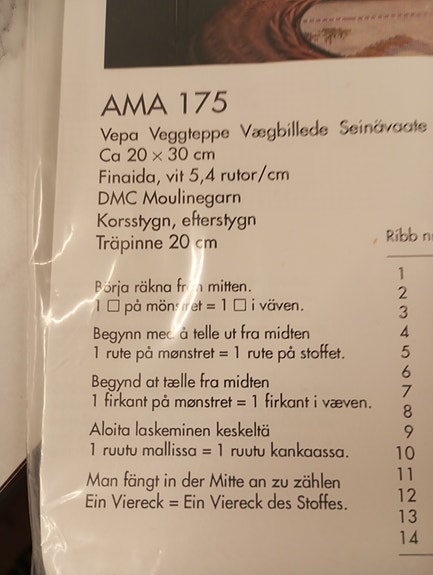 AMA 175
Vepa Veggteppe Vægbillede Seinävaate
Ca 20 × 30 cm
Finaida, vit 5,4 rutor/cm
DMC Moulinegarn
Korsstygn, efterstygn
Träpinne 20 cm
Börja räkna från mitten.
1 □ på mönstret = 1 □ i väven.
Begynn med å telle ut fra midten
1 rute på mønstret = 1 rute på stoffet.
Begynd at tælle fra midten
1 firkant på mønstret = 1 firkant i væven.
Aloita laskeminen keskeltä
1 ruutu mallissa = 1 ruutu kankaassa.
Man fängt in der Mitte an zu zählen
Ein Viereck = Ein Viereck des Stoffes.
Ribb
1
2
3
4
5
6
7
8
9
10
11
12
13
14